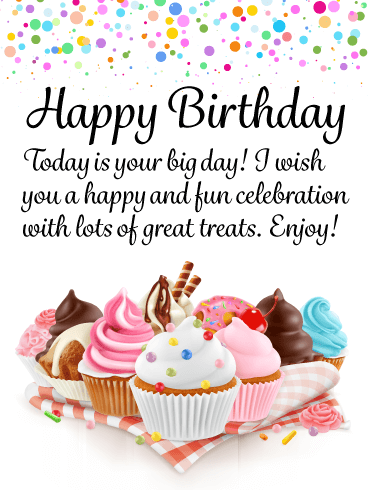 Happy Birthday
Today is your big day! I wish
you a happy and fun celebration
with lots of great treats. Enjoy!